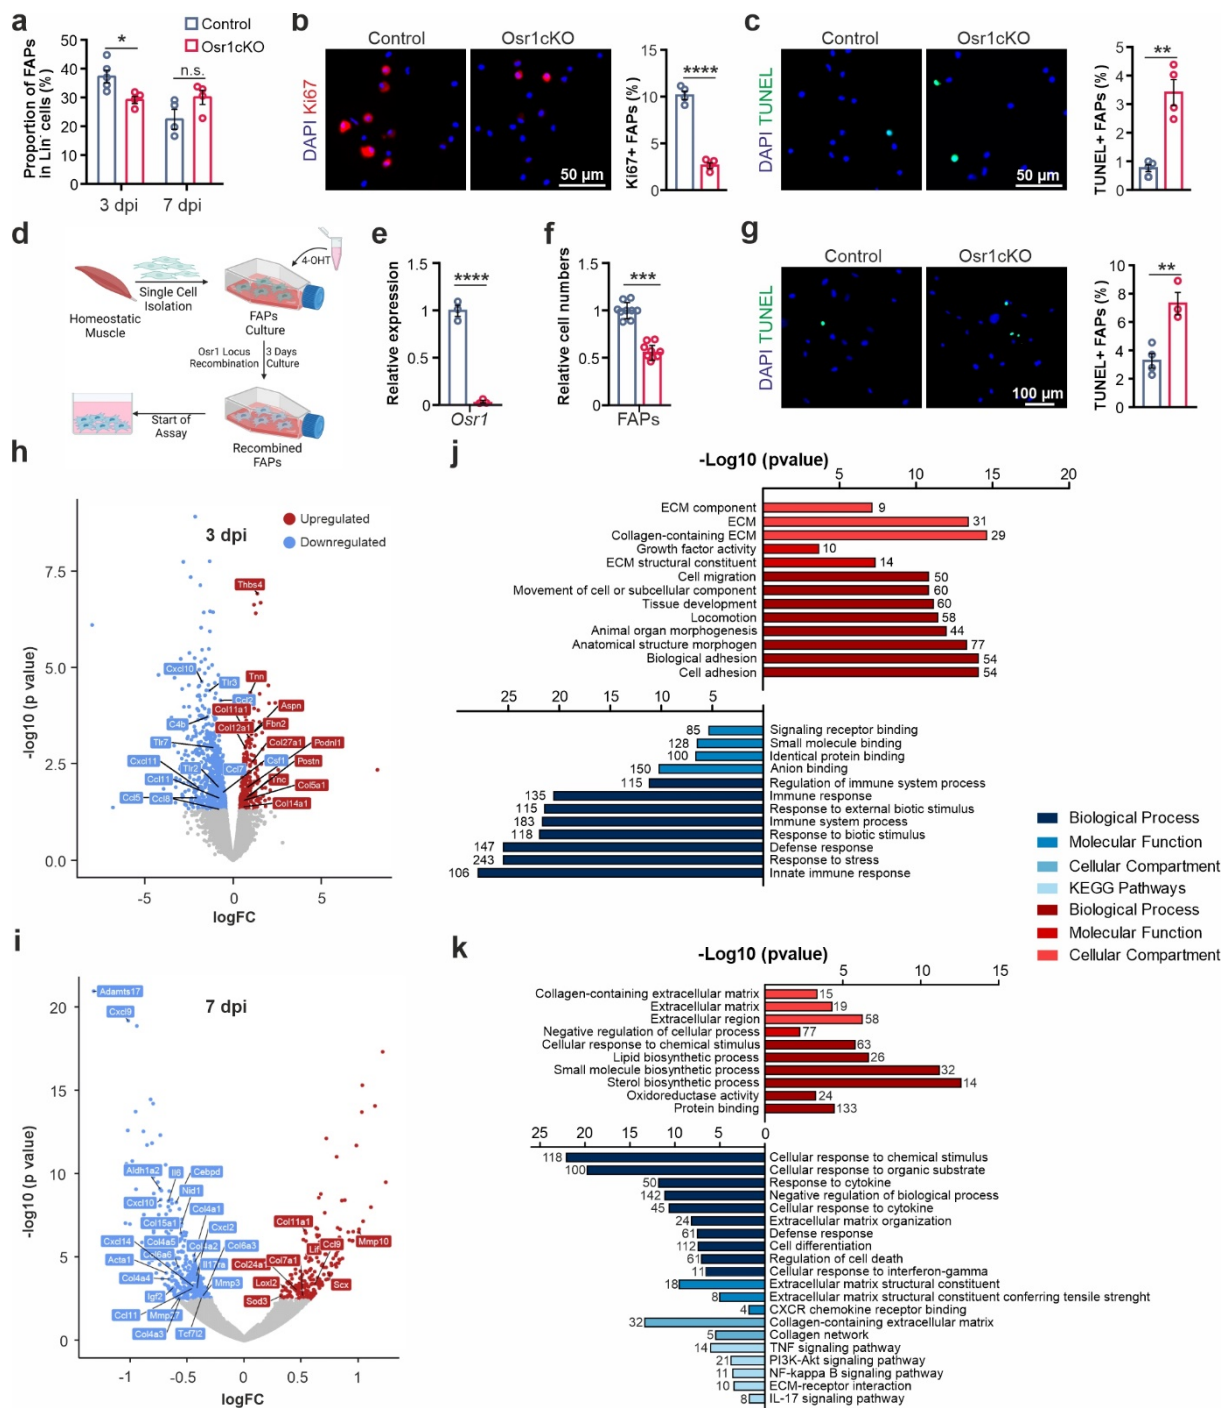 a
Control
Osr1cKO
Proportion of FAPs
in Lin⁻ cells (%)
50
40
30
20
10
0
*
n.s.
3 dpi
7 dpi
b
Control
Osr1cKO
DAPI Ki67
50 µm
Ki67+ FAPs (%)
15
10
5
0
****
c
Control
Osr1cKO
DAPI TUNEL
50 µm
TUNEL+ FAPs (%)
5
4
3
2
1
0
**
d
Homeostatic
Muscle
Single Cell
Isolation
4-OHT
FAPs
Culture
Osr1 Locus
Recombination
3 Days
Culture
Start of
Assay
Recombined
FAPs
e
Relative expression
1.5
1
0.5
0
****
Osr1
f
Relative cell numbers
1.5
1
0.5
0
***
FAPs
g
Control
Osr1cKO
DAPI TUNEL
100 µm
TUNEL+ FAPs (%)
10
8
6
4
2
0
**
h
3 dpi
Upregulated
Downregulated
-log10 (p value)
7.5
5.0
2.5
0.0
Thbs4
Cxcl10
Tlr3
Tnn
Ccl2
Col11a1
Aspn
C4b
Col12a1
Fbn2
Tlr7
Col27a1
Podnl1
Cxcl11
Tlr2
Ccl7
Csf1
Postn
Ccl11
Tnc
Col5a1
Ccl5
Ccl8
Col14a1
-5
0
5
logFC
j
-Log10 (pvalue)
5
10
15
20
ECM component 9
ECM 31
Collagen-containing ECM 29
Growth factor activity 10
ECM structural constituent 14
Cell migration 50
Movement of cell or subcellular component 60
Tissue development 60
Locomotion 58
Animal organ morphogenesis 44
Anatomical structure morphogen 77
Biological adhesion 54
Cell adhesion 54
25
20
15
10
5
85 Signaling receptor binding
128 Small molecule binding
100 Identical protein binding
150 Anion binding
115 Regulation of immune system process
135 Immune response
115 Response to external biotic stimulus
183 Immune system process
118 Response to biotic stimulus
147 Defense response
243 Response to stress
106 Innate immune response
Biological Process
Molecular Function
Cellular Compartment
KEGG Pathways
Biological Process
Molecular Function
Cellular Compartment
i
7 dpi
-log10 (p value)
20
15
10
5
0
Adamts17
Cxcl9
Aldh1a2
Il6
Cebpd
Nid1
Cxcl10
Col4a1
Col15a1
Cxcl2
Col11a1
Cxcl14
Col4a5
Col4a2
Col6a3
Lif
Ccl9
Mmp10
Acta1
Col6a6
Il17ra
Col24a1
Col7a1
Col4a4
Mmp3
Loxl2
Scx
Igf2
Sod3
Ccl11
Mmp27
Col4a3
Tcf7l2
-1
-0.5
0
0.5
1
logFC
k
-Log10 (pvalue)
5
10
15
Collagen-containing extracellular matrix 15
Extracellular matrix 19
Extracellular region 58
Negative regulation of cellular process 77
Cellular response to chemical stimulus 63
Lipid biosynthetic process 26
Small molecule biosynthetic process 32
Sterol biosynthetic process 14
Oxidoreductase activity 24
Protein binding 133
25
20
15
10
5
0
118 Cellular response to chemical stimulus
100 Cellular response to organic substrate
50 Response to cytokine
142 Negative regulation of biological process
45 Cellular response to cytokine
24 Extracellular matrix organization
61 Defense response
112 Cell differentiation
61 Regulation of cell death
11 Cellular response to interferon-gamma
18 Extracellular matrix structural constituent
8 Extracellular matrix structural constituent conferring tensile strenght
4 CXCR chemokine receptor binding
32 Collagen-containing extracellular matrix
5 Collagen network
14 TNF signaling pathway
21 PI3K-Akt signaling pathway
11 NF-kappa B signaling pathway
10 ECM-receptor interaction
8 IL-17 signaling pathway